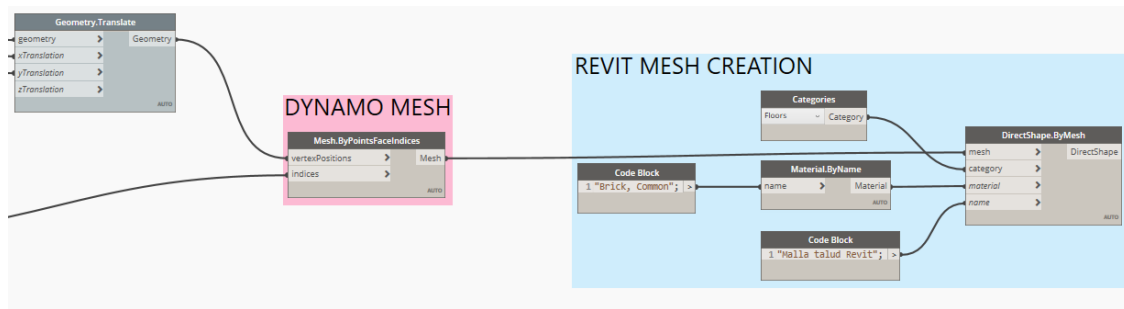 Geometry.Translate
geometry > Geometry
xTranslation >
yTranslation >
zTranslation >
AUTO
DYNAMO MESH
Mesh.ByPointsFaceIndices
vertexPositions > Mesh
indices >
AUTO
REVIT MESH CREATION
Categories
Floors Category
Code Block
1 "Brick, Common"; >
Material.ByName
name > Material
AUTO
Code Block
1 "Malla talud Revit"; >
DirectShape.ByMesh
mesh > DirectShape
category >
material >
name >
AUTO